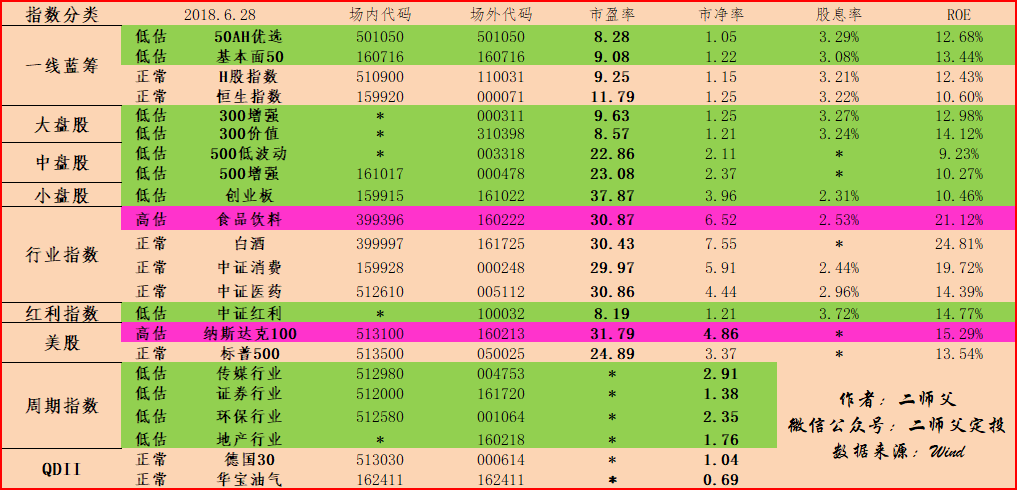 指数分类 2018.6.28 场内代码 场外代码 市盈率 市净率 股息率 ROE
一线蓝筹 低估 50AH优选 501050 501050 8.28 1.05 3.29% 12.68%
低估 基本面50 160716 160716 9.08 1.22 3.08% 13.44%
正常 H股指数 510900 110031 9.25 1.15 3.21% 12.43%
正常 恒生指数 159920 000071 11.79 1.25 3.22% 10.60%
大盘股 低估 300增强 * * 9.63 1.25 3.27% 12.98%
低估 300价值 * 310398 8.57 1.21 3.24% 14.12%
中盘股 低估 500低波动 * 003318 22.86 2.11 * 9.23%
低估 500增强 161017 000478 23.08 2.37 * 10.27%
小盘股 低估 创业板 159915 161022 37.87 3.96 2.31% 10.46%
行业指数 高估 食品饮料 399396 160222 30.87 6.52 2.53% 21.12%
正常 白酒 399997 161725 30.43 7.55 * 24.81%
正常 中证消费 159928 000248 29.97 5.91 2.44% 19.72%
正常 中证医药 512610 005112 30.86 4.44 2.96% 14.39%
红利指数 低估 中证红利 * 100032 8.19 1.21 3.72% 14.77%
美股 高估 纳斯达克100 513100 160213 31.79 4.86 * 15.29%
正常 标普500 513500 050025 24.89 3.37 * 13.54%
周期指数 低估 传媒行业 512980 004753 * 2.91
低估 证券行业 512000 161720 * 1.38
低估 环保行业 512580 001064 * 2.35
低估 地产行业 * 160218 * 1.76
QDII 正常 德国30 513030 000614 * 1.04
正常 华宝油气 162411 162411 * 0.69
作者：二师父
微信公众号：二师父定投
数据来源：Wind